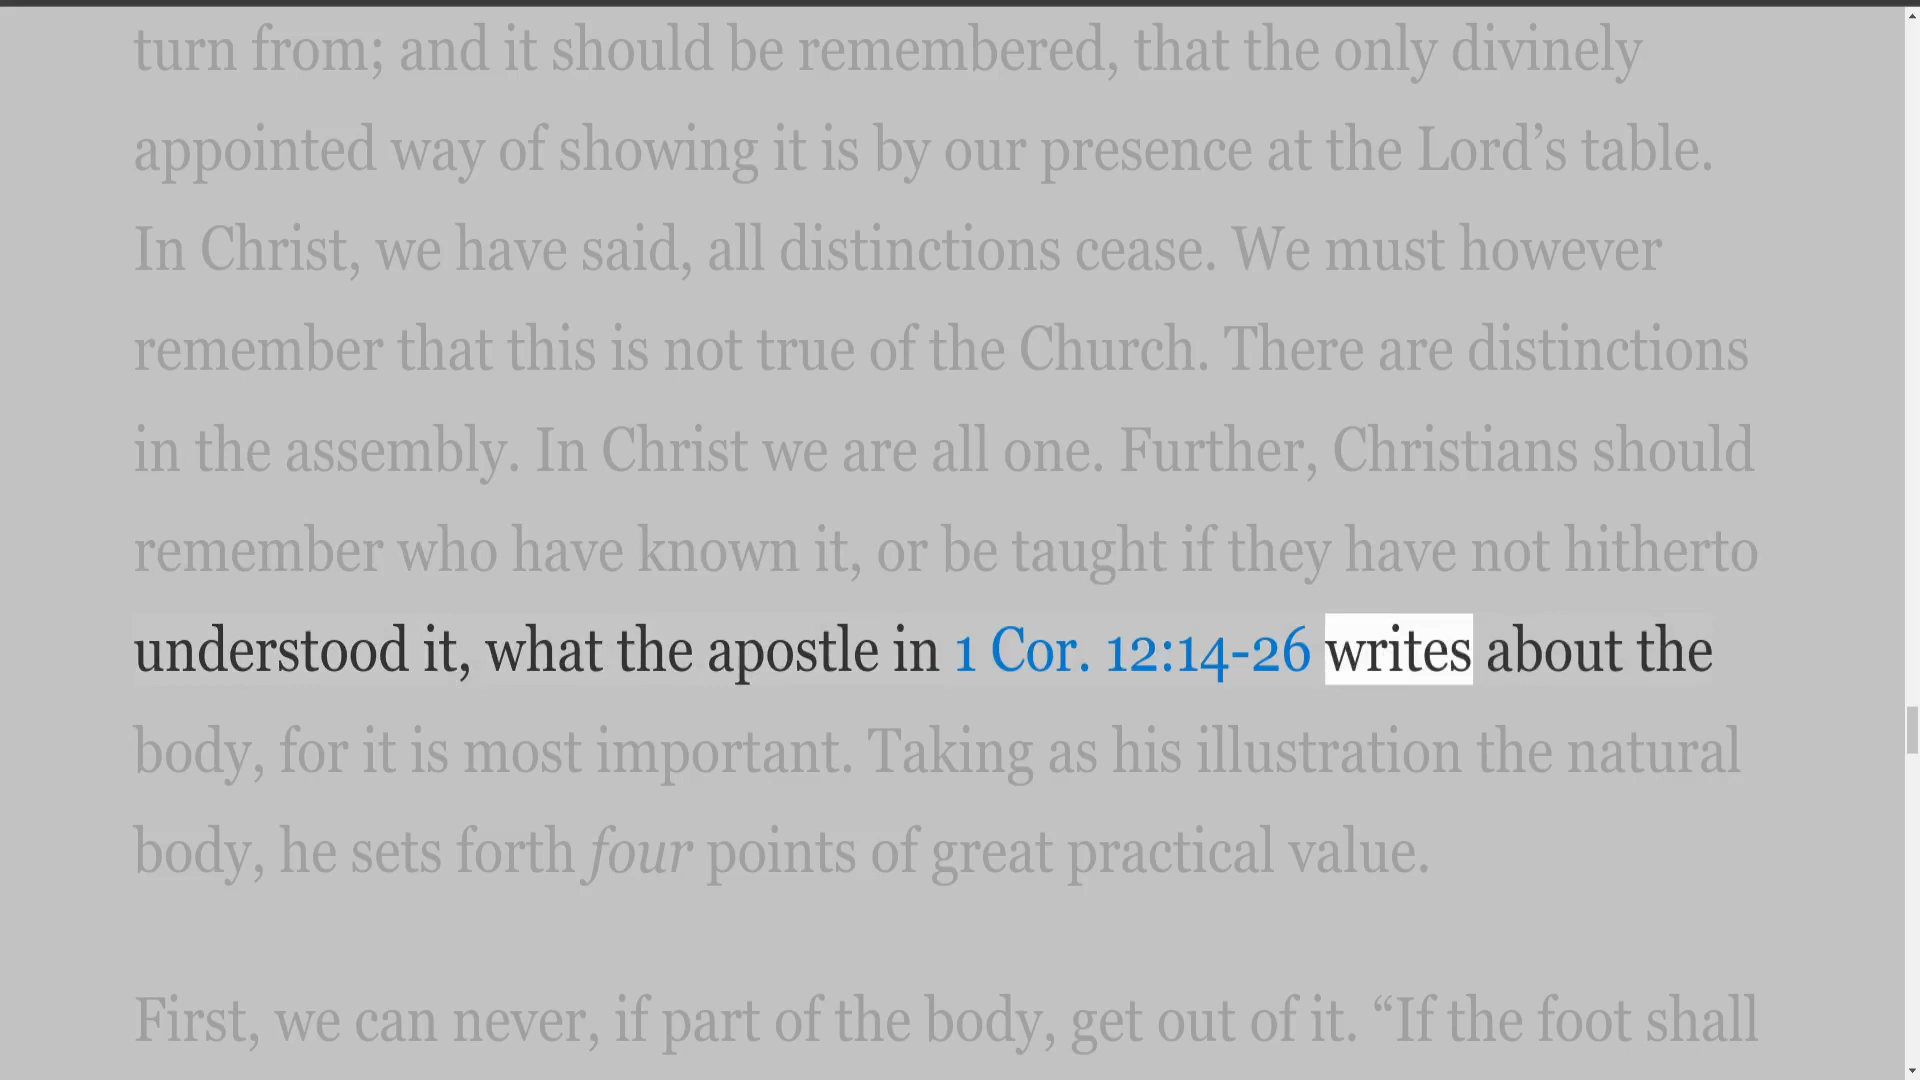 turn from; and it should be remembered, that the only divinely
appointed way of showing it is by our presence at the Lord’s table.
In Christ, we have said, all distinctions cease. We must however
remember that this is not true of the Church. There are distinctions
in the assembly. In Christ we are all one. Further, Christians should
remember who have known it, or be taught if they have not hitherto
understood it, what the apostle in 1 Cor. 12:14-26 writes about the
body, for it is most important. Taking as his illustration the natural
body, he sets forth four points of great practical value.
First, we can never, if part of the body, get out of it. “If the foot shall